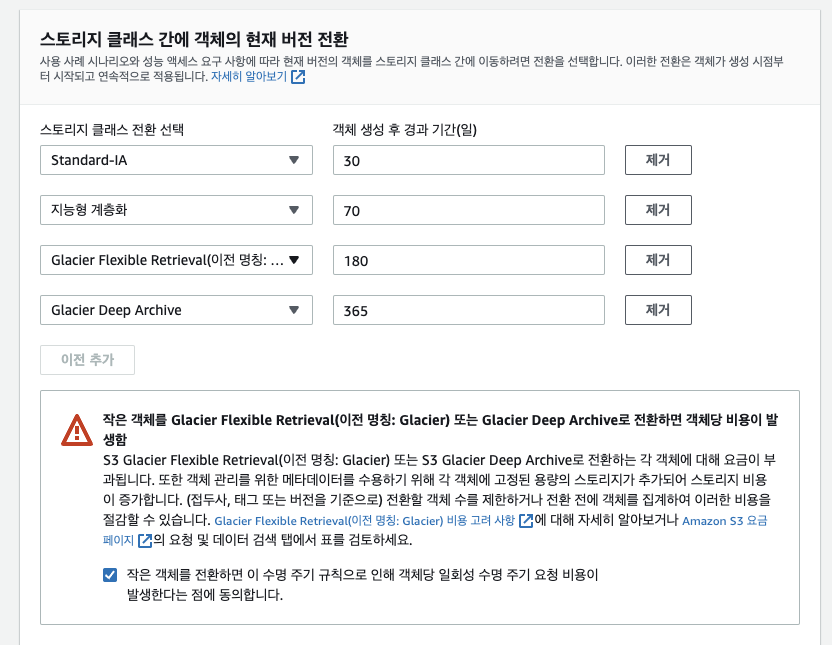 스토리지 클래스 간에 객체의 현재 버전 전환
사용 사례 시나리오와 성능 액세스 요구 사항에 따라 현재 버전의 객체를 스토리지 클래스 간에 이동하려면 전환을 선택합니다. 이러한 전환은 객체가 생성 시점부
터 시작되고 연속적으로 적용됩니다. 자세히 알아보기
스토리지 클래스 전환 선택
객체 생성 후 경과 기간(일)
Standard-IA
30
제거
지능형 계층화
70
제거
Glacier Flexible Retrieval(이전 명칭: ...
180
제거
Glacier Deep Archive
365
제거
이전 추가
작은 객체를 Glacier Flexible Retrieval(이전 명칭: Glacier) 또는 Glacier Deep Archive로 전환하면 객체당 비용이 발
생함
S3 Glacier Flexible Retrieval(이전 명칭: Glacier) 또는 S3 Glacier Deep Archive로 전환하는 각 객체에 대해 요금이 부
과됩니다. 또한 객체 관리를 위한 메타데이터를 수용하기 위해 각 객체에 고정된 용량의 스토리지가 추가되어 스토리지 비용
이 증가합니다. (접두사, 태그 또는 버전을 기준으로) 전환할 객체 수를 제한하거나 전환 전에 객체를 집계하여 이러한 비용을
절감할 수 있습니다. Glacier Flexible Retrieval(이전 명칭: Glacier) 비용 고려 사항에 대해 자세히 알아보거나 Amazon S3 요금
페이지의 요청 및 데이터 검색 탭에서 표를 검토하세요.
작은 객체를 전환하면 이 수명 주기 규칙으로 인해 객체당 일회성 수명 주기 요청 비용이
발생한다는 점에 동의합니다.